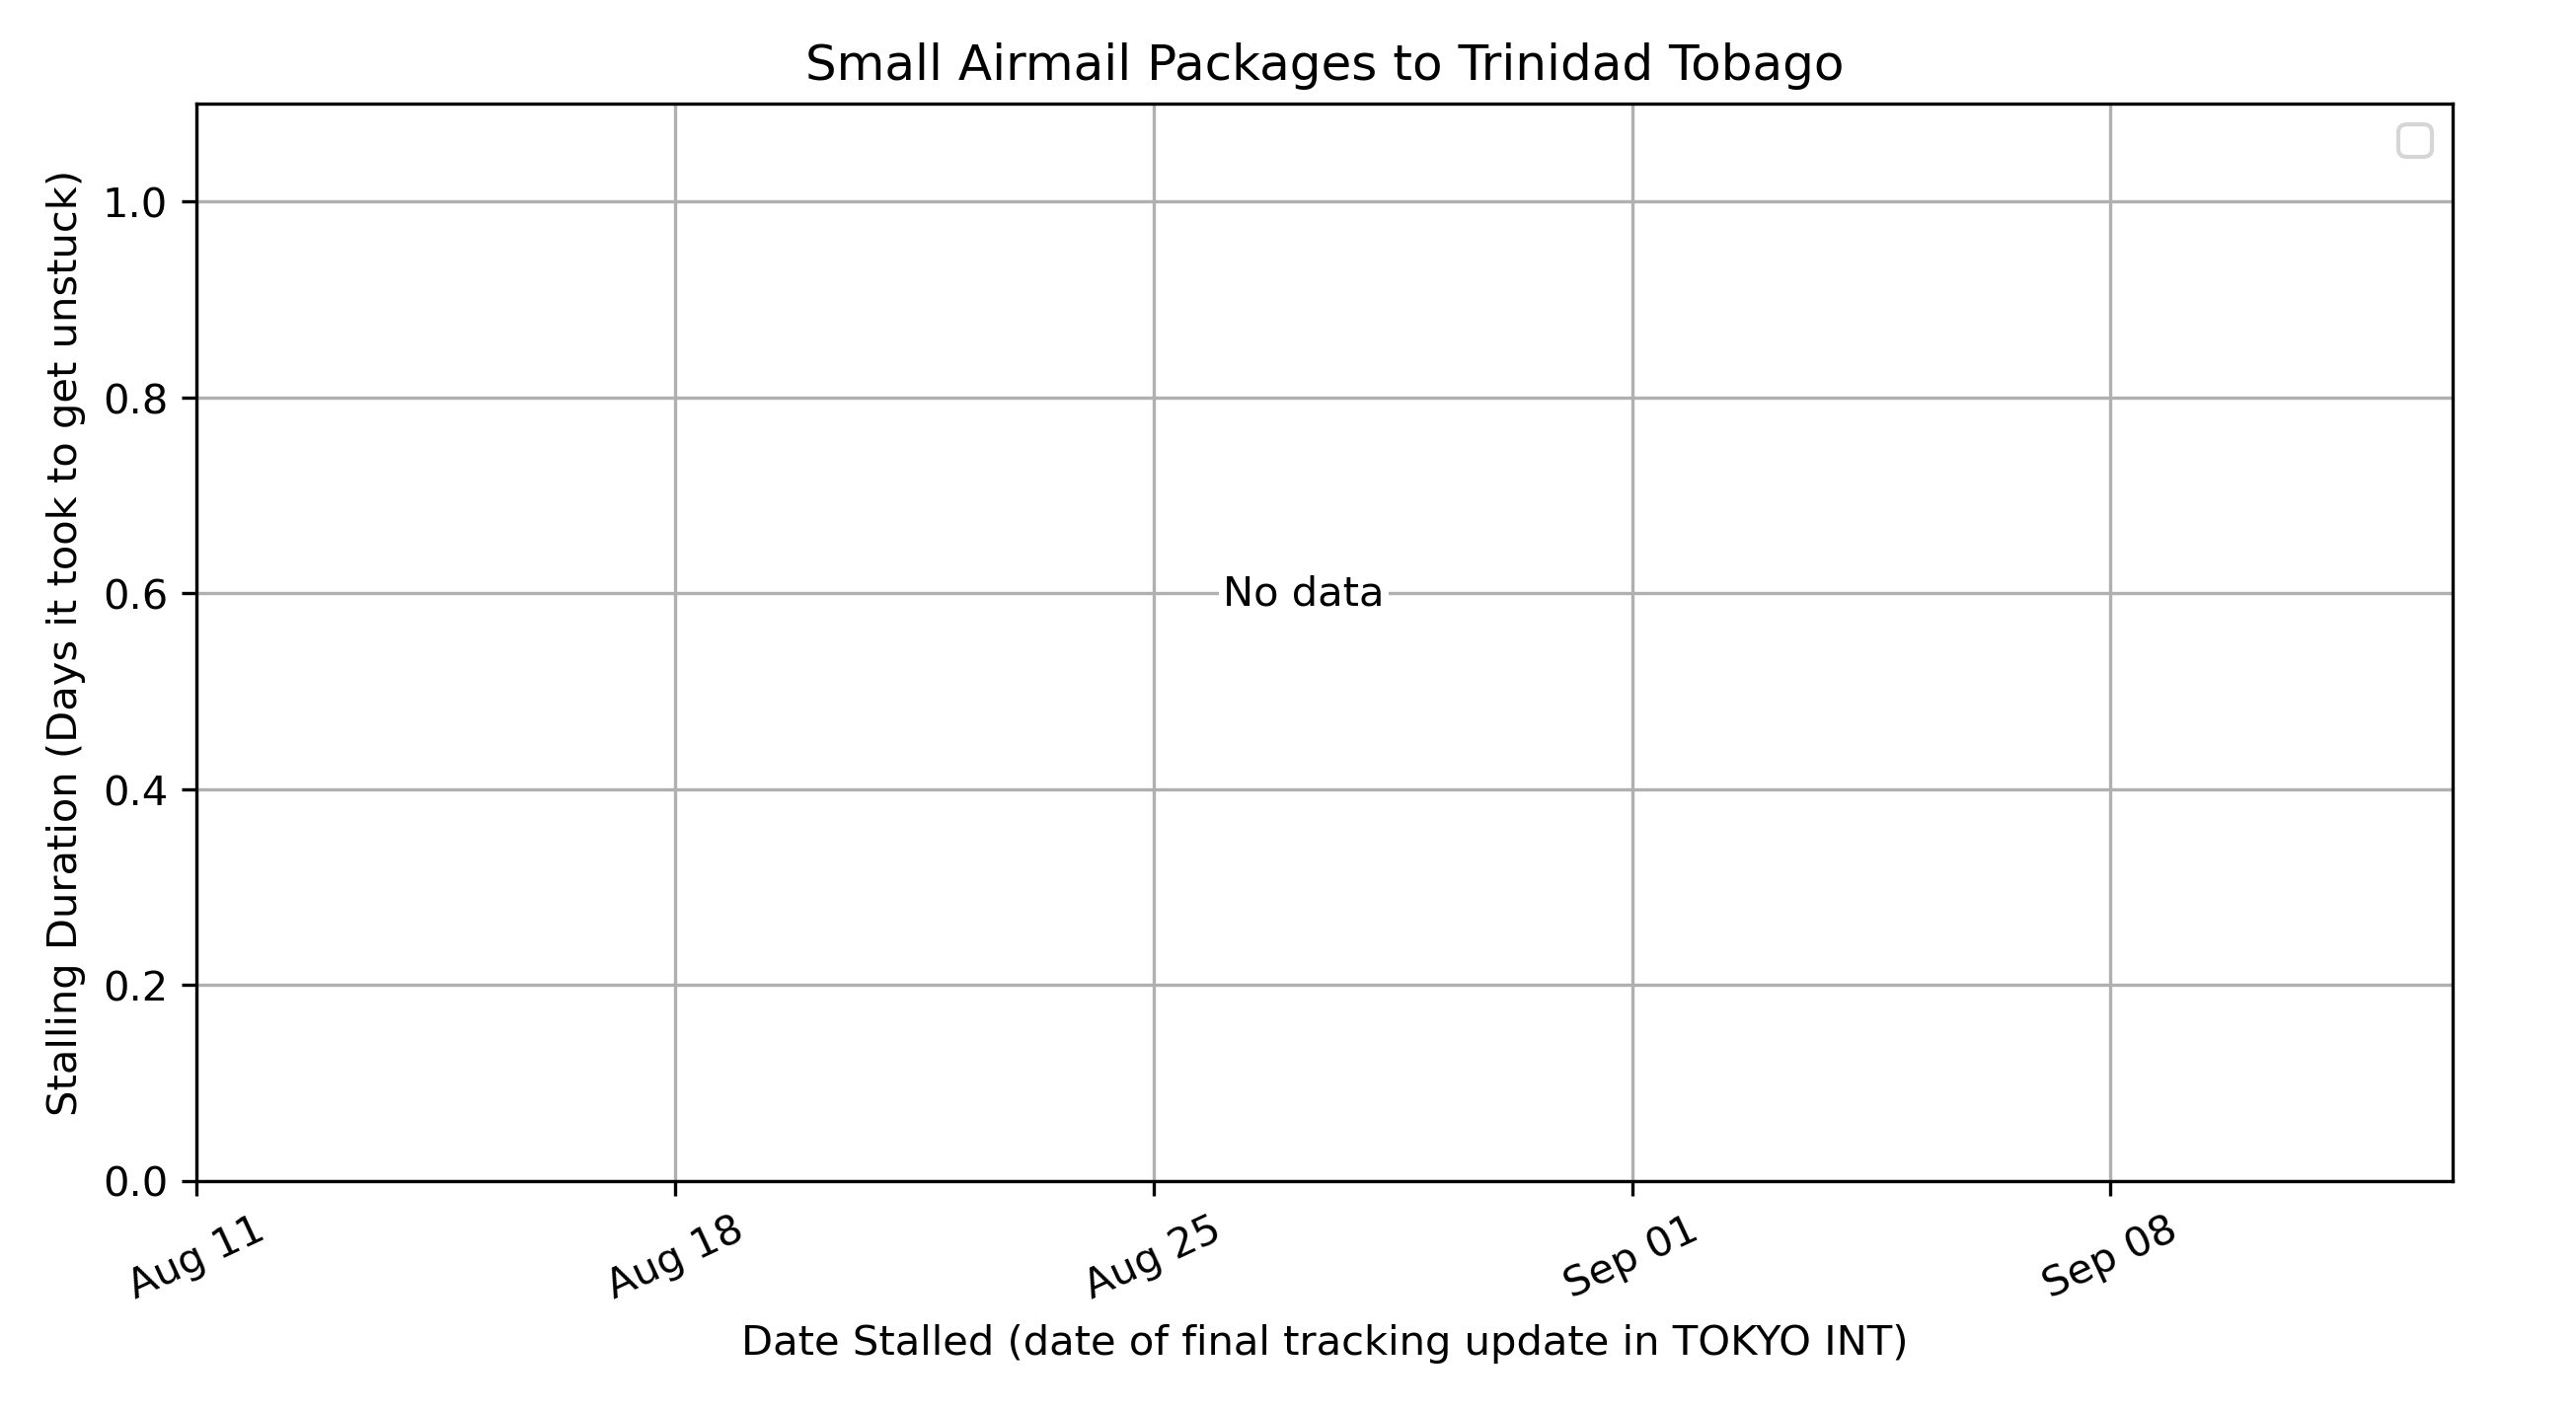 Small Airmail Packages to Trinidad Tobago
Stalling Duration (Days it took to get unstuck)
1.0
0.8
0.6
0.4
0.2
0.0
No data
Aug 11
Aug 18
Aug 25
Sep 01
Sep 08
Date Stalled (date of final tracking update in TOKYO INT)